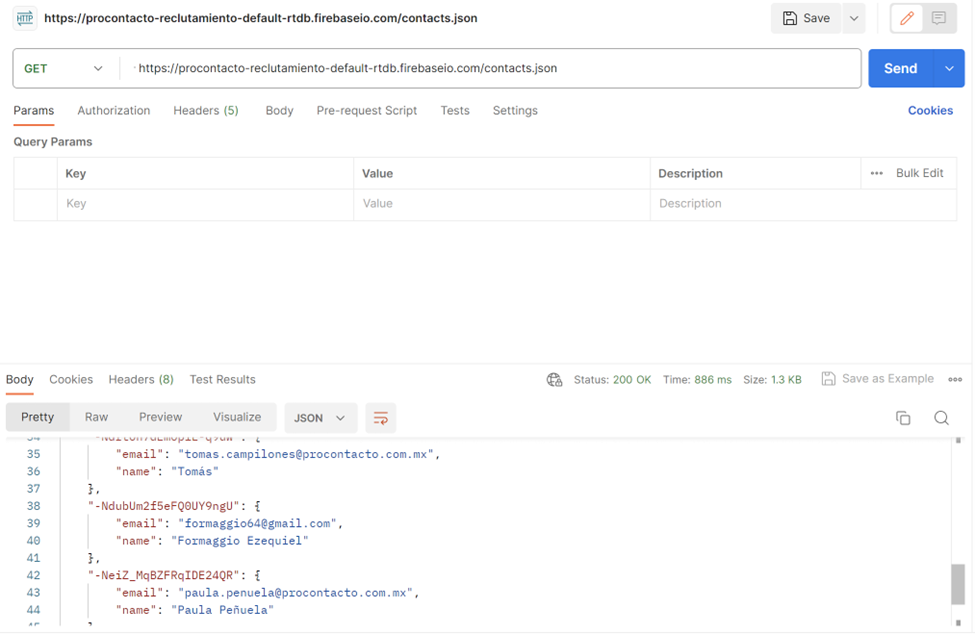 HTTP https://procontacto-reclutamiento-default-rtdb.firebaseio.com/contacts.json Save
GET https://procontacto-reclutamiento-default-rtdb.firebaseio.com/contacts.json Send
Params Authorization Headers (5) Body Pre-request Script Tests Settings Cookies
Query Params
Key Value Description ••• Bulk Edit
Key Value Description
Body Cookies Headers (8) Test Results Status: 200 OK Time: 886 ms Size: 1.3 KB Save as Example
Pretty Raw Preview Visualize JSON
35 "email": "tomas.campilones@procontacto.com.mx",
36 "name": "Tomás"
37 },
38 "-NdubUm2f5eFQ0UY9ngU": {
39 "email": "formaggio64@gmail.com",
40 "name": "Formaggio Ezequiel"
41 },
42 "-NeiZ_MqBZFRqIDE24QR": {
43 "email": "paula.penuela@procontacto.com.mx",
44 "name": "Paula Peñuela"